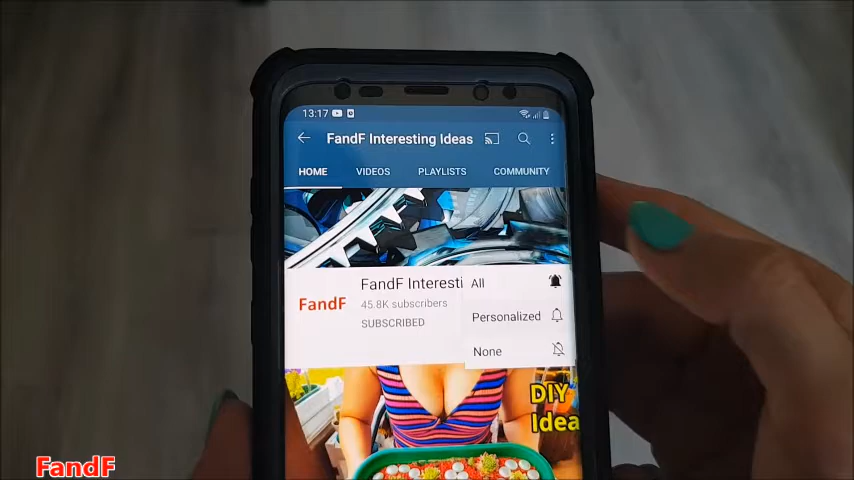 13:17
FandF Interesting Ideas
HOME VIDEOS PLAYLISTS COMMUNITY
FandF
FandF Interesti
45.8K subscribers
SUBSCRIBED
All
Personalized
None
DIY
Idea
FandF